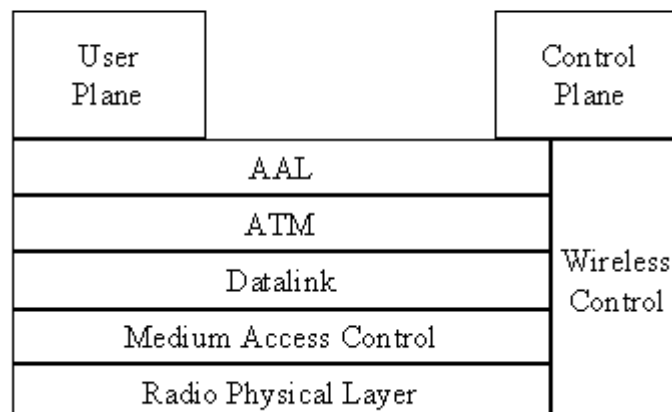 User
Plane
Control
Plane
AAL
ATM
Datalink
Medium Access Control
Radio Physical Layer
Wireless
Control